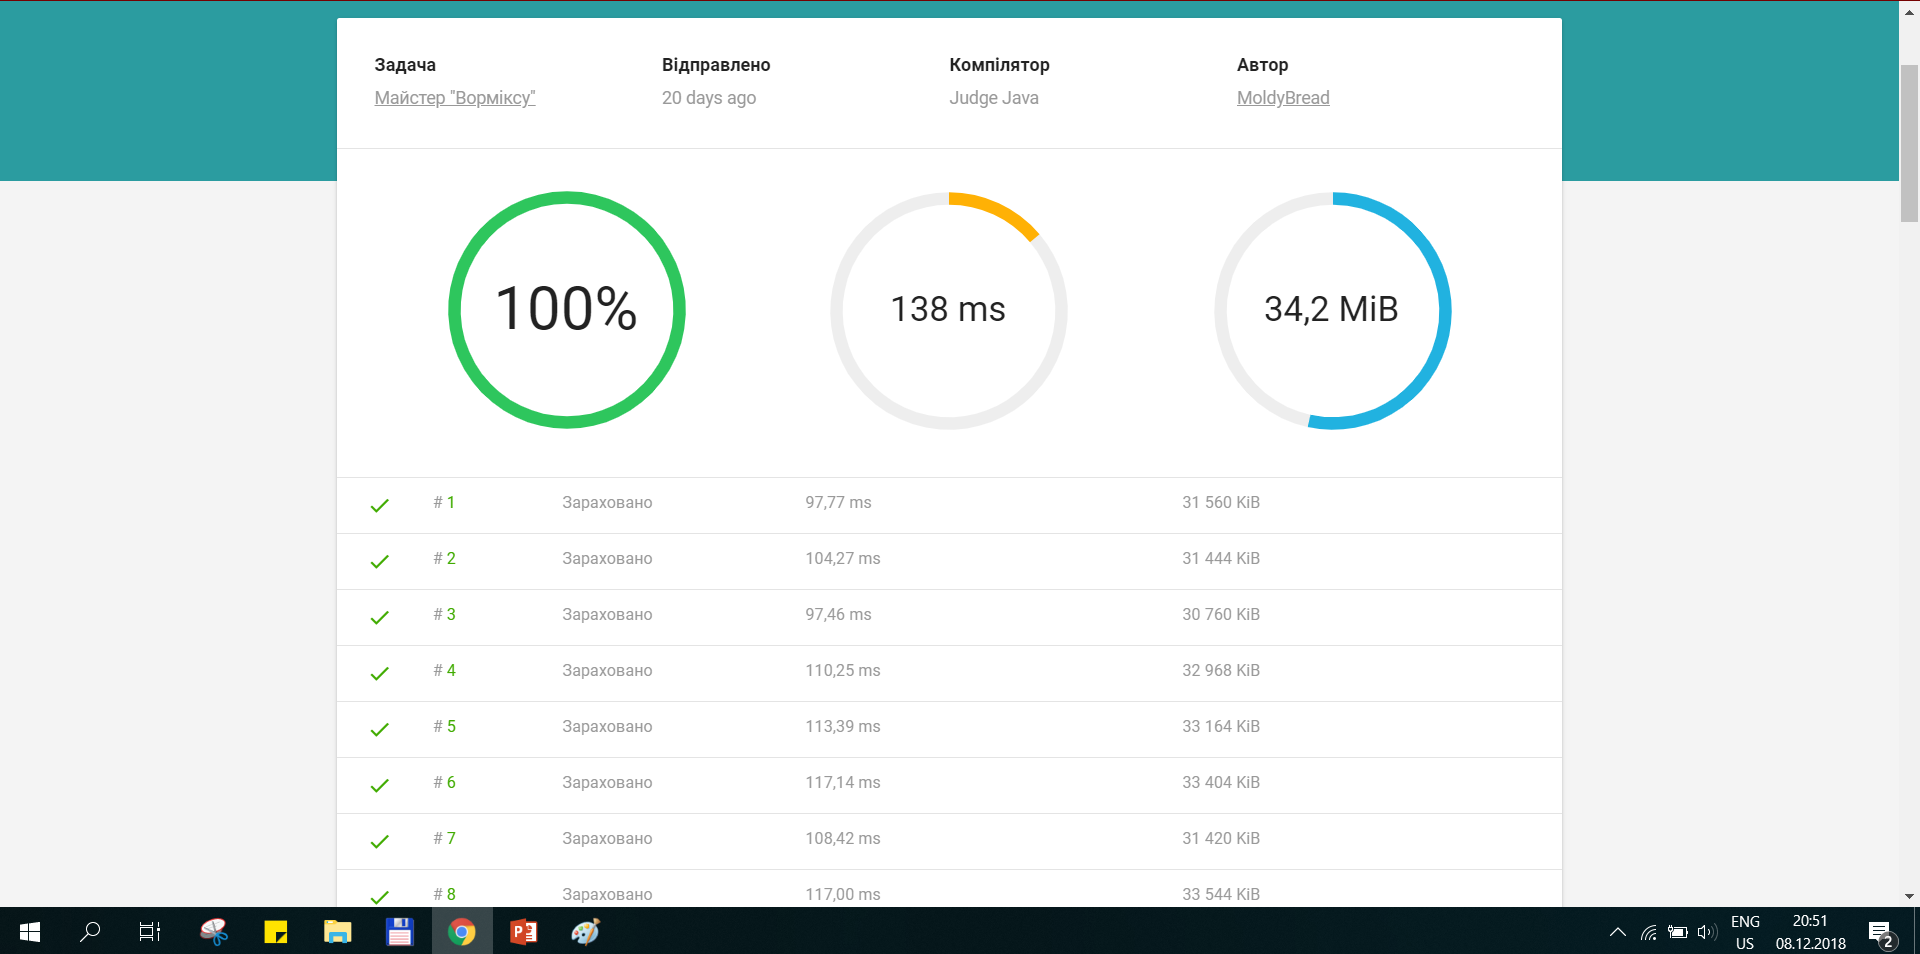 Задача Відправлено Компілятор Автор
Майстер "Ворміксу" 20 days ago Judge Java MoldyBread
100% 138 ms 34,2 MiB
# 1 Зараховано 97,77 ms 31 560 KiB
# 2 Зараховано 104,27 ms 31 444 KiB
# 3 Зараховано 97,46 ms 30 760 KiB
# 4 Зараховано 110,25 ms 32 968 KiB
# 5 Зараховано 113,39 ms 33 164 KiB
# 6 Зараховано 117,14 ms 33 404 KiB
# 7 Зараховано 108,42 ms 31 420 KiB
# 8 Зараховано 117,00 ms 33 544 KiB
ENG 20:51
US 08.12.2018 2